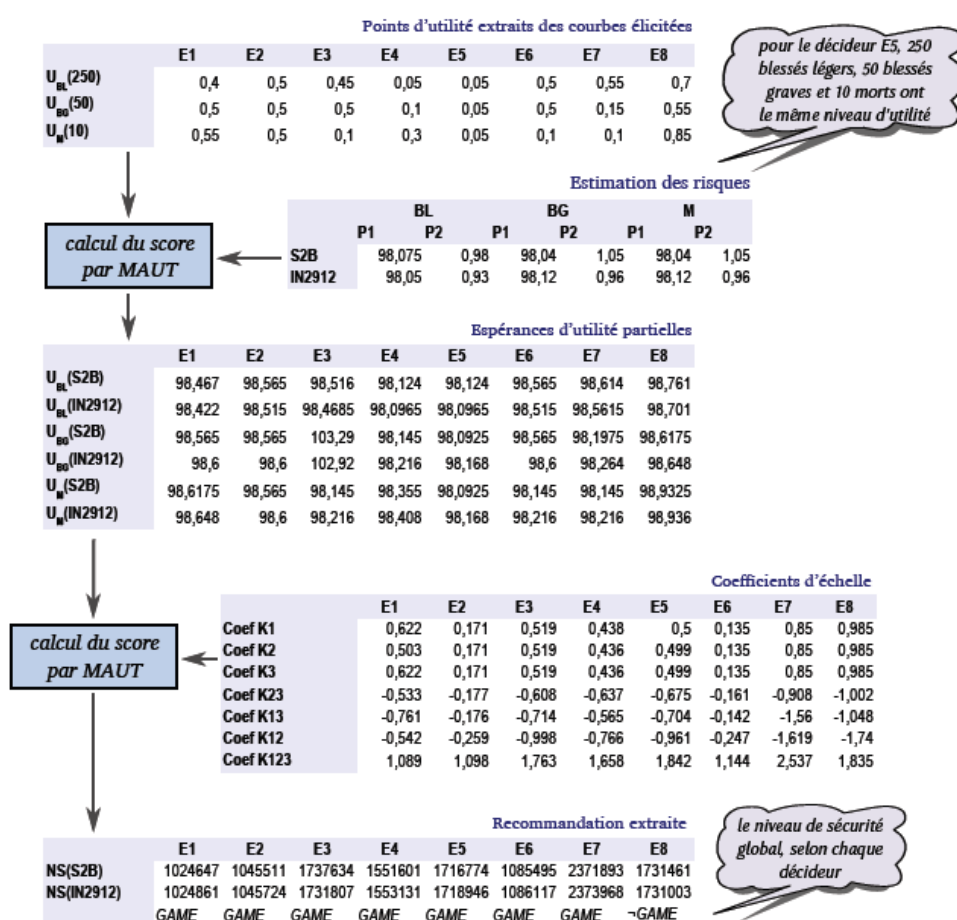 Points d'utilité extraits des courbes élicitées
E1 E2 E3 E4 E5 E6 E7 E8
U_BL(250) 0,4 0,5 0,45 0,05 0,05 0,5 0,55 0,7
U_BG(50) 0,5 0,5 0,5 0,1 0,05 0,5 0,15 0,55
U_M(10) 0,55 0,5 0,1 0,3 0,05 0,1 0,1 0,85
pour le décideur E5, 250
blessés légers, 50 blessés
graves et 10 morts ont
le même niveau d'utilité
Estimation des risques
BL BG M
P1 P2 P1 P2 P1 P2
S2B 98,075 0,98 98,04 1,05 98,04 1,05
IN2912 98,05 0,93 98,12 0,96 98,12 0,96
calcul du score
par MAUT
Espérances d'utilité partielles
E1 E2 E3 E4 E5 E6 E7 E8
U_BL(S2B) 98,467 98,565 98,516 98,124 98,124 98,565 98,614 98,761
U_BL(IN2912) 98,422 98,515 98,4685 98,0965 98,0965 98,515 98,5615 98,701
U_BG(S2B) 98,565 98,565 103,29 98,145 98,0925 98,565 98,1975 98,6175
U_BG(IN2912) 98,6 98,6 102,92 98,216 98,168 98,6 98,264 98,648
U_M(S2B) 98,6175 98,565 98,145 98,355 98,0925 98,145 98,145 98,9325
U_M(IN2912) 98,648 98,6 98,216 98,408 98,168 98,216 98,216 98,936
Coefficients d'échelle
E1 E2 E3 E4 E5 E6 E7 E8
Coef K1 0,622 0,171 0,519 0,438 0,5 0,135 0,85 0,985
Coef K2 0,503 0,171 0,519 0,436 0,499 0,135 0,85 0,985
Coef K3 0,622 0,171 0,519 0,436 0,499 0,135 0,85 0,985
Coef K23 -0,533 -0,177 -0,608 -0,637 -0,675 -0,161 -0,908 -1,002
Coef K13 -0,761 -0,176 -0,714 -0,565 -0,704 -0,142 -1,56 -1,048
Coef K12 -0,542 -0,259 -0,998 -0,766 -0,961 -0,247 -1,619 -1,74
Coef K123 1,089 1,098 1,763 1,658 1,842 1,144 2,537 1,835
calcul du score
par MAUT
Recommandation extraite
E1 E2 E3 E4 E5 E6 E7 E8
NS(S2B) 1024647 1045511 1737634 1551601 1716774 1085495 2371893 1731461
NS(IN2912) 1024861 1045724 1731807 1553131 1718946 1086117 2373968 1731003
GAME GAME GAME GAME GAME GAME GAME ¬GAME
le niveau de sécurité
global, selon chaque
décideur